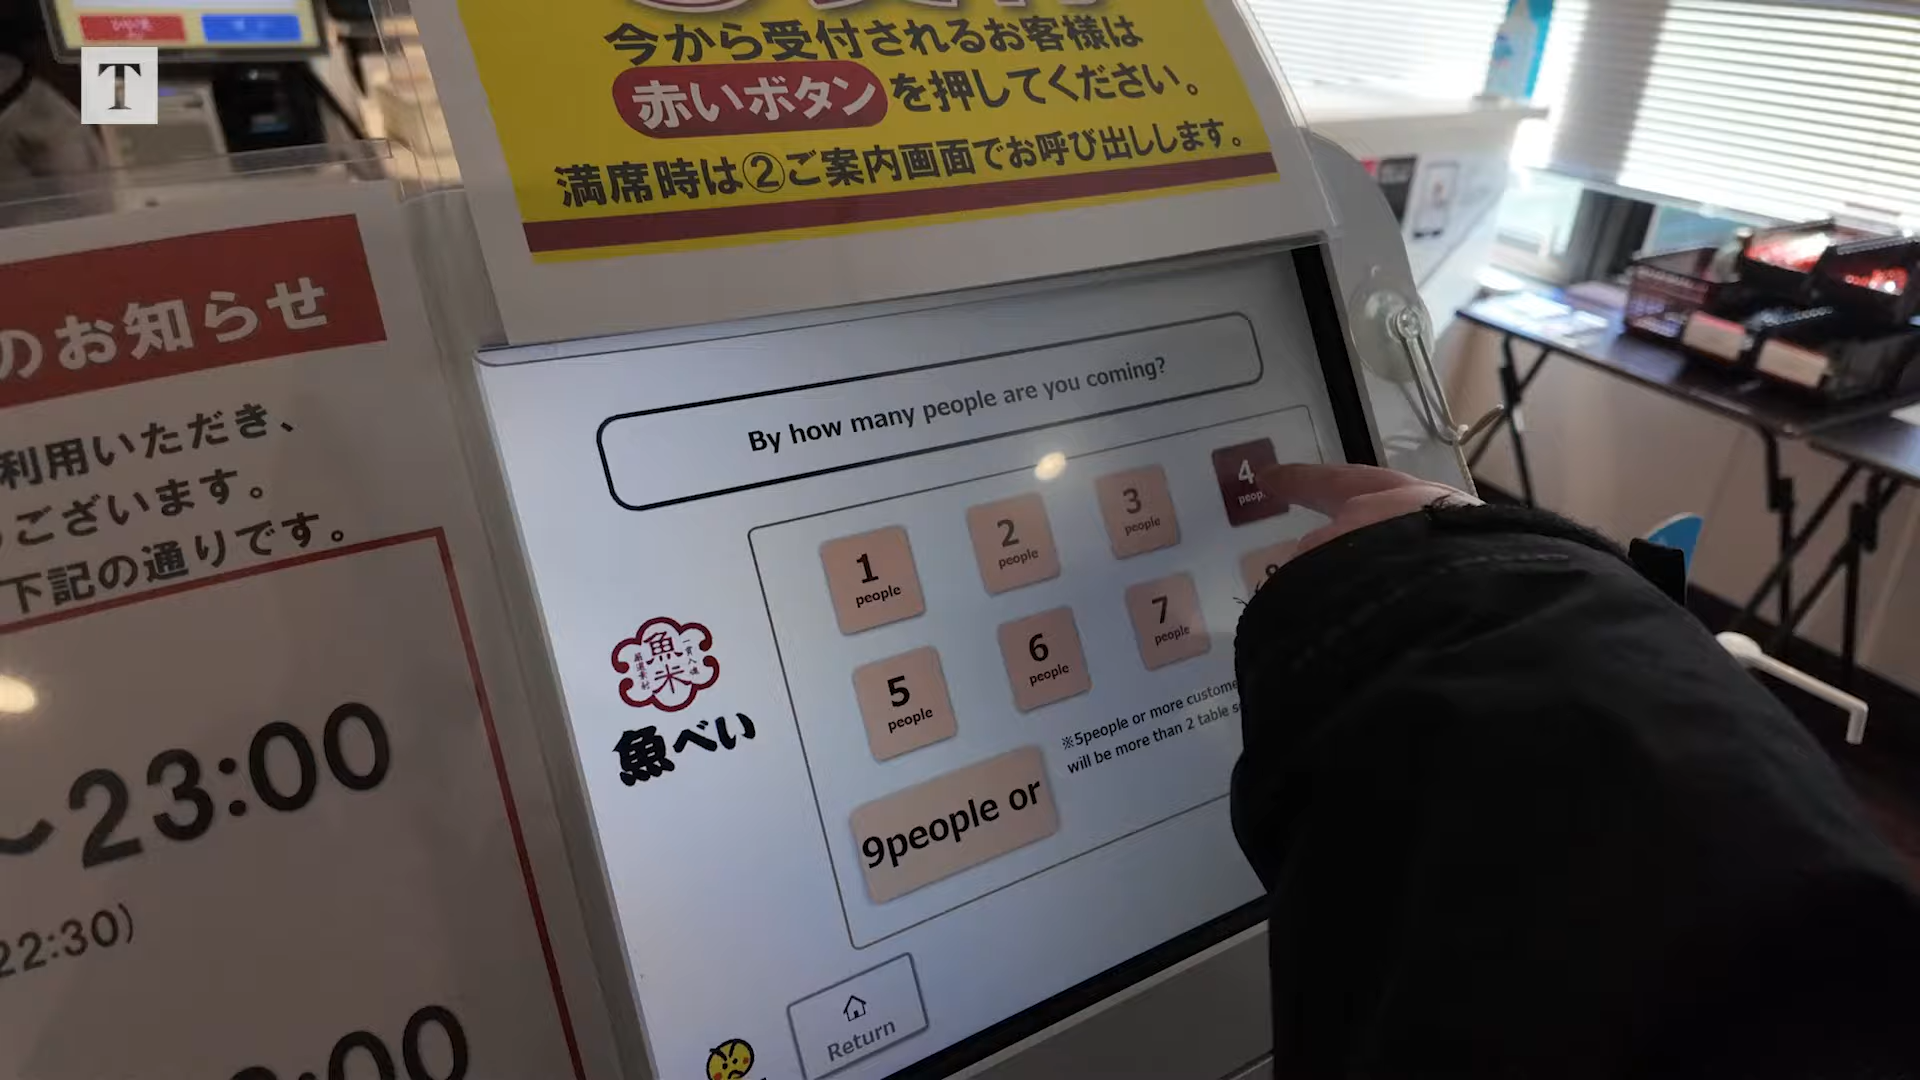 T
今から受付されるお客様は
赤いボタンを押してください。
満席時は②ご案内画面でお呼び出しします。
のお知らせ
利用いただき、
ございます。
下記の通りです。
～23:00
22:30)
:00
By how many people are you coming?
1 people
2 people
3 people
4
5 people
6 people
7 people
9people or
※5people or more
will be more than 2 table
魚米
魚べい
Return